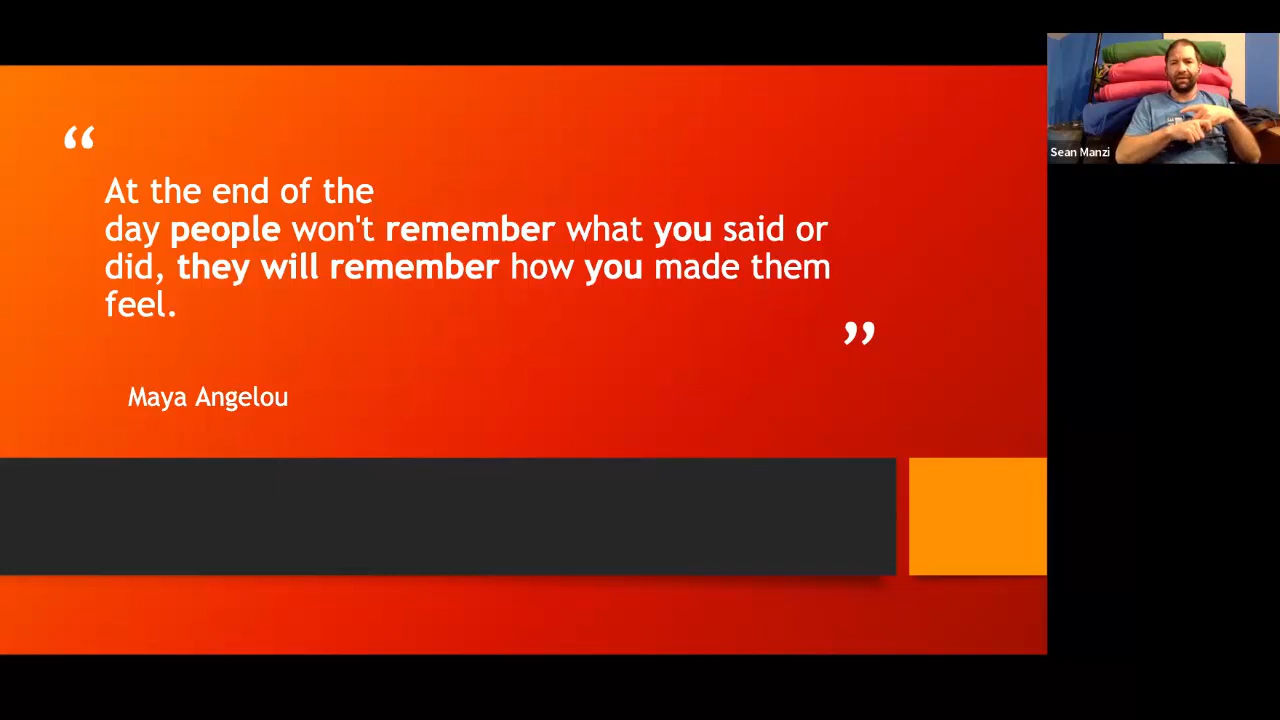 “
At the end of the
day people won't remember what you said or
did, they will remember how you made them
feel.
”
Maya Angelou
Sean Manzi